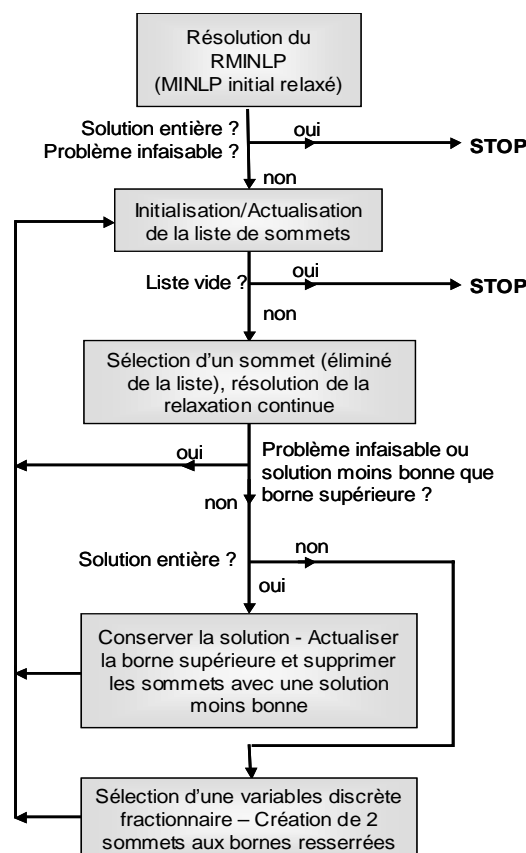 Résolution du
RMINLP
(MINLP initial relaxé)
Solution entière ?
Problème infaisable ?
oui
STOP
non
Initialisation/Actualisation
de la liste de sommets
Liste vide ?
oui
STOP
non
Sélection d'un sommet (éliminé
de la liste), résolution de la
relaxation continue
oui
Problème infaisable ou
solution moins bonne que
borne supérieure ?
non
Solution entière ?
non
oui
Conserver la solution - Actualiser
la borne supérieure et supprimer
les sommets avec une solution
moins bonne
Sélection d'une variables discrète
fractionnaire – Création de 2
sommets aux bornes resserrées